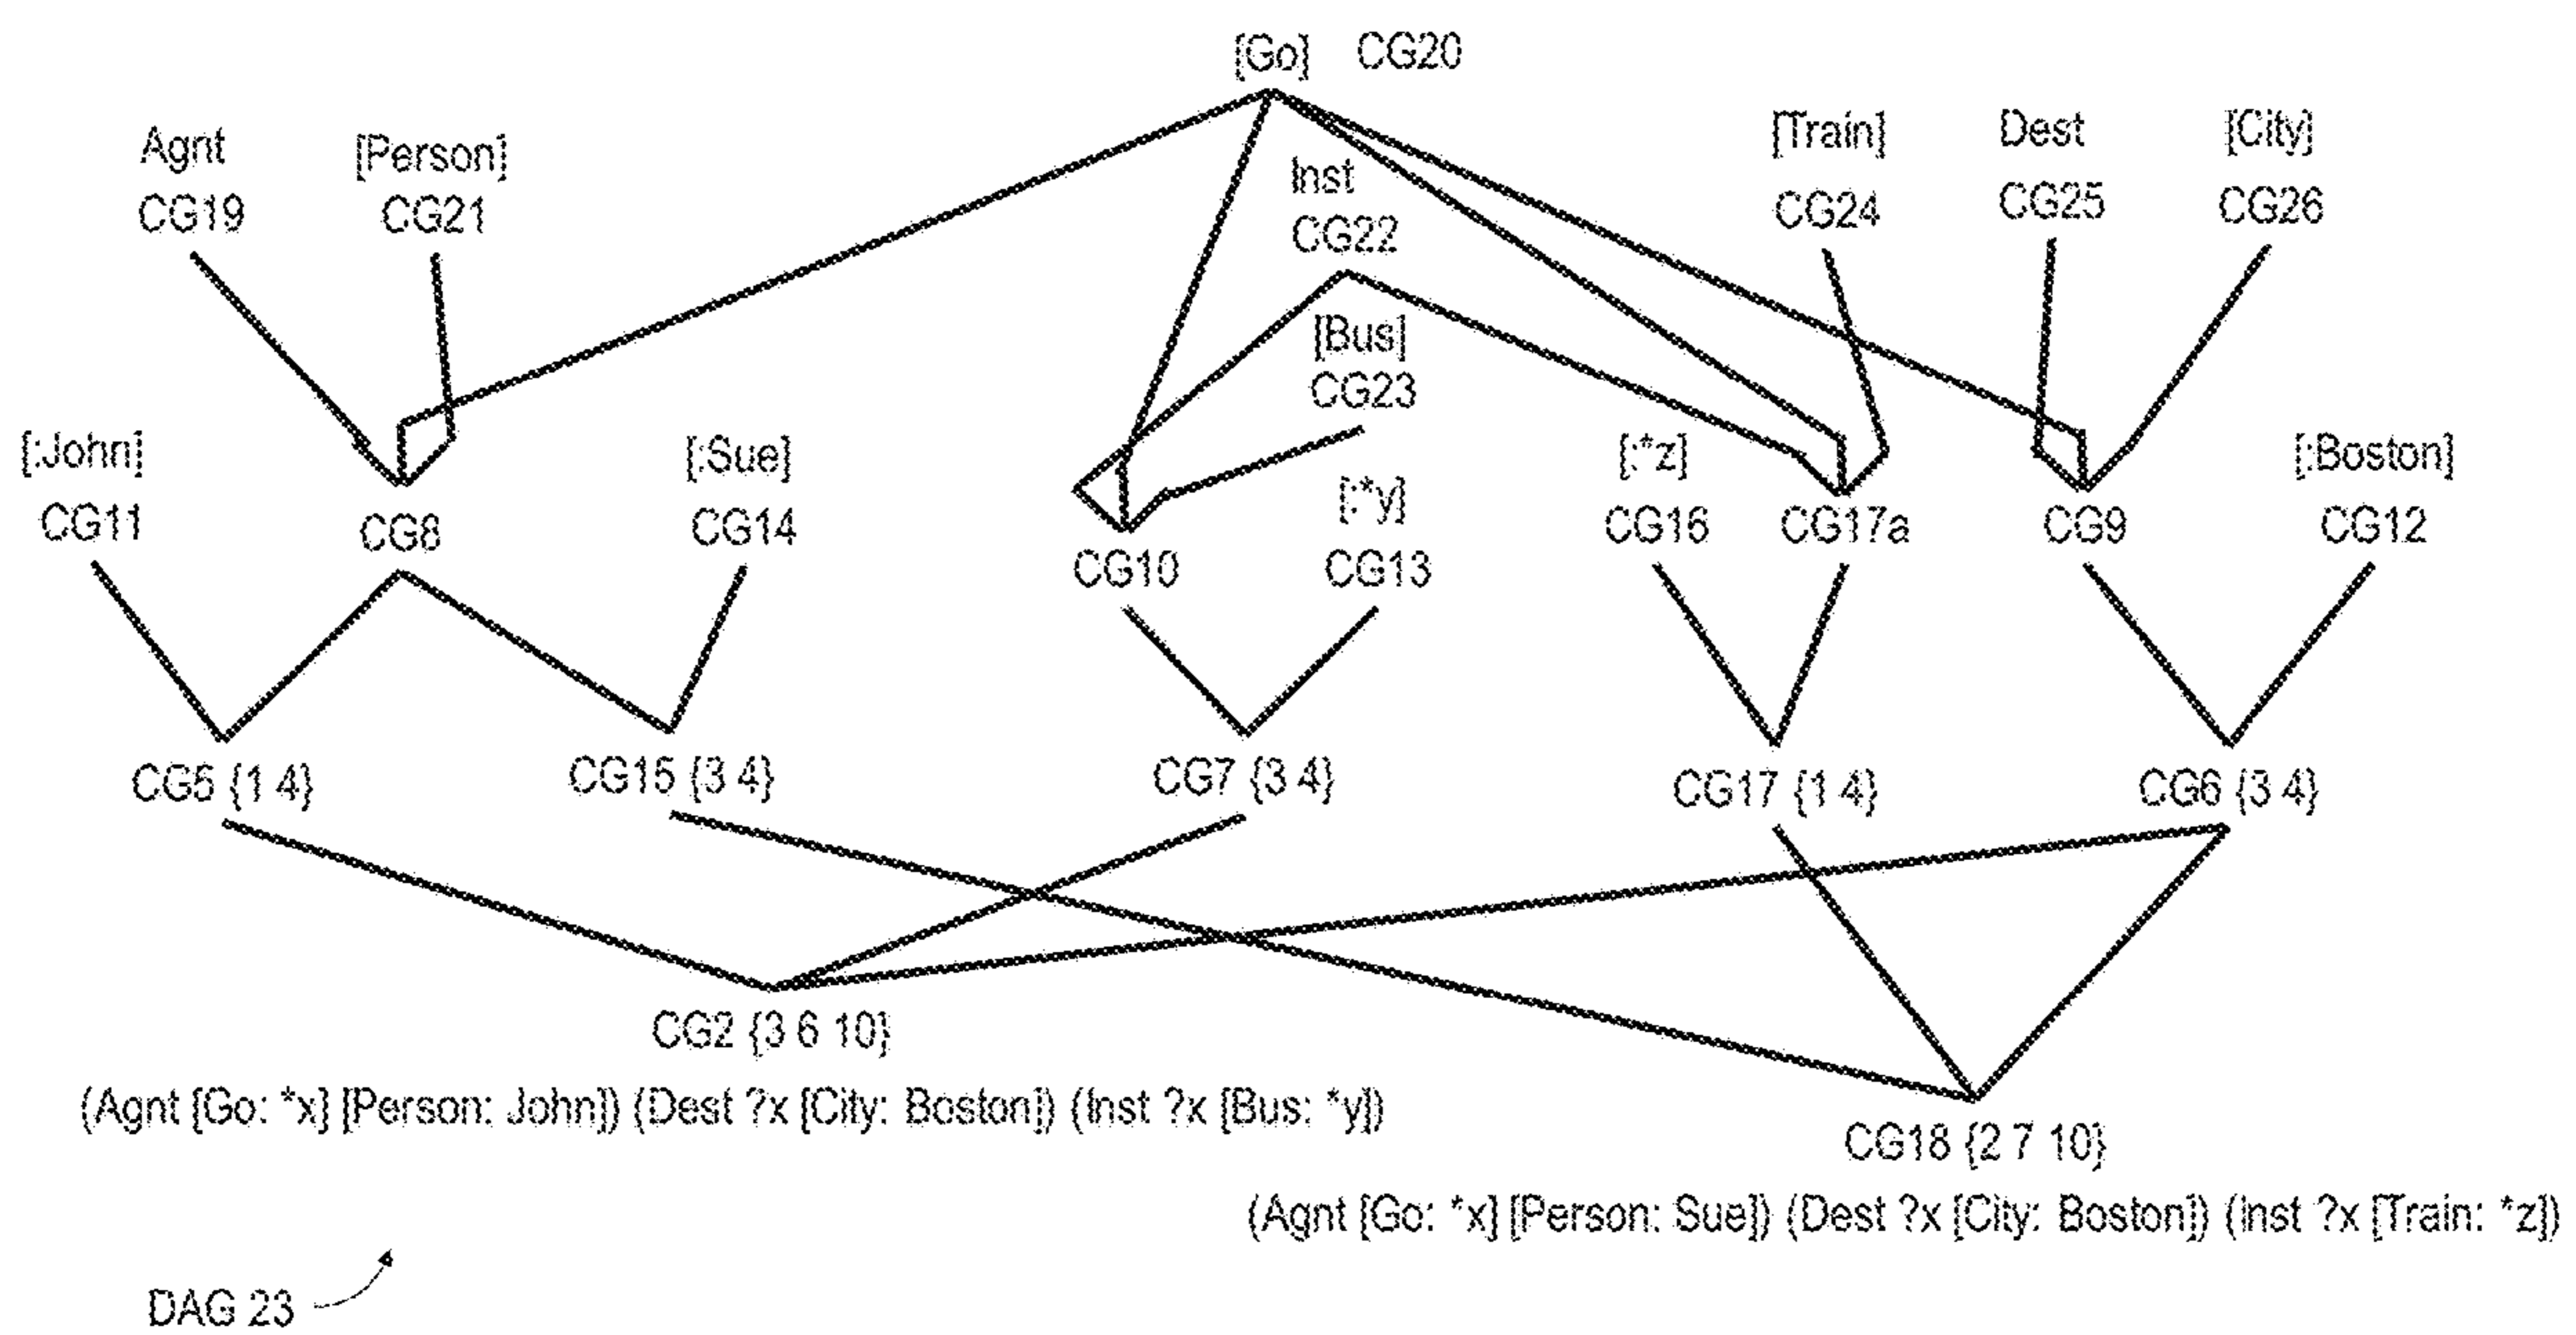 [Go] CG20
Agnt
CG19
[Person]
CG21
Inst
CG22
[Train]
CG24
Dest
CG25
[City]
CG26
[Bus]
CG23
[:John]
CG11
CG8
[:Sue]
CG14
CG10
[:*y]
CG13
[:*z]
CG16
CG17a
CG9
[:Boston]
CG12
CG5 {1 4}
CG15 {3 4}
CG7 {3 4}
CG17 {1 4}
CG6 {3 4}
CG2 {3 6 10}
(Agnt [Go: *x] [Person: John]) (Dest ?x [City: Boston]) (Inst ?x [Bus: *y])
CG18 {2 7 10}
(Agnt [Go: *x] [Person: Sue]) (Dest ?x [City: Boston]) (Inst ?x [Train: *z])
DAG 23